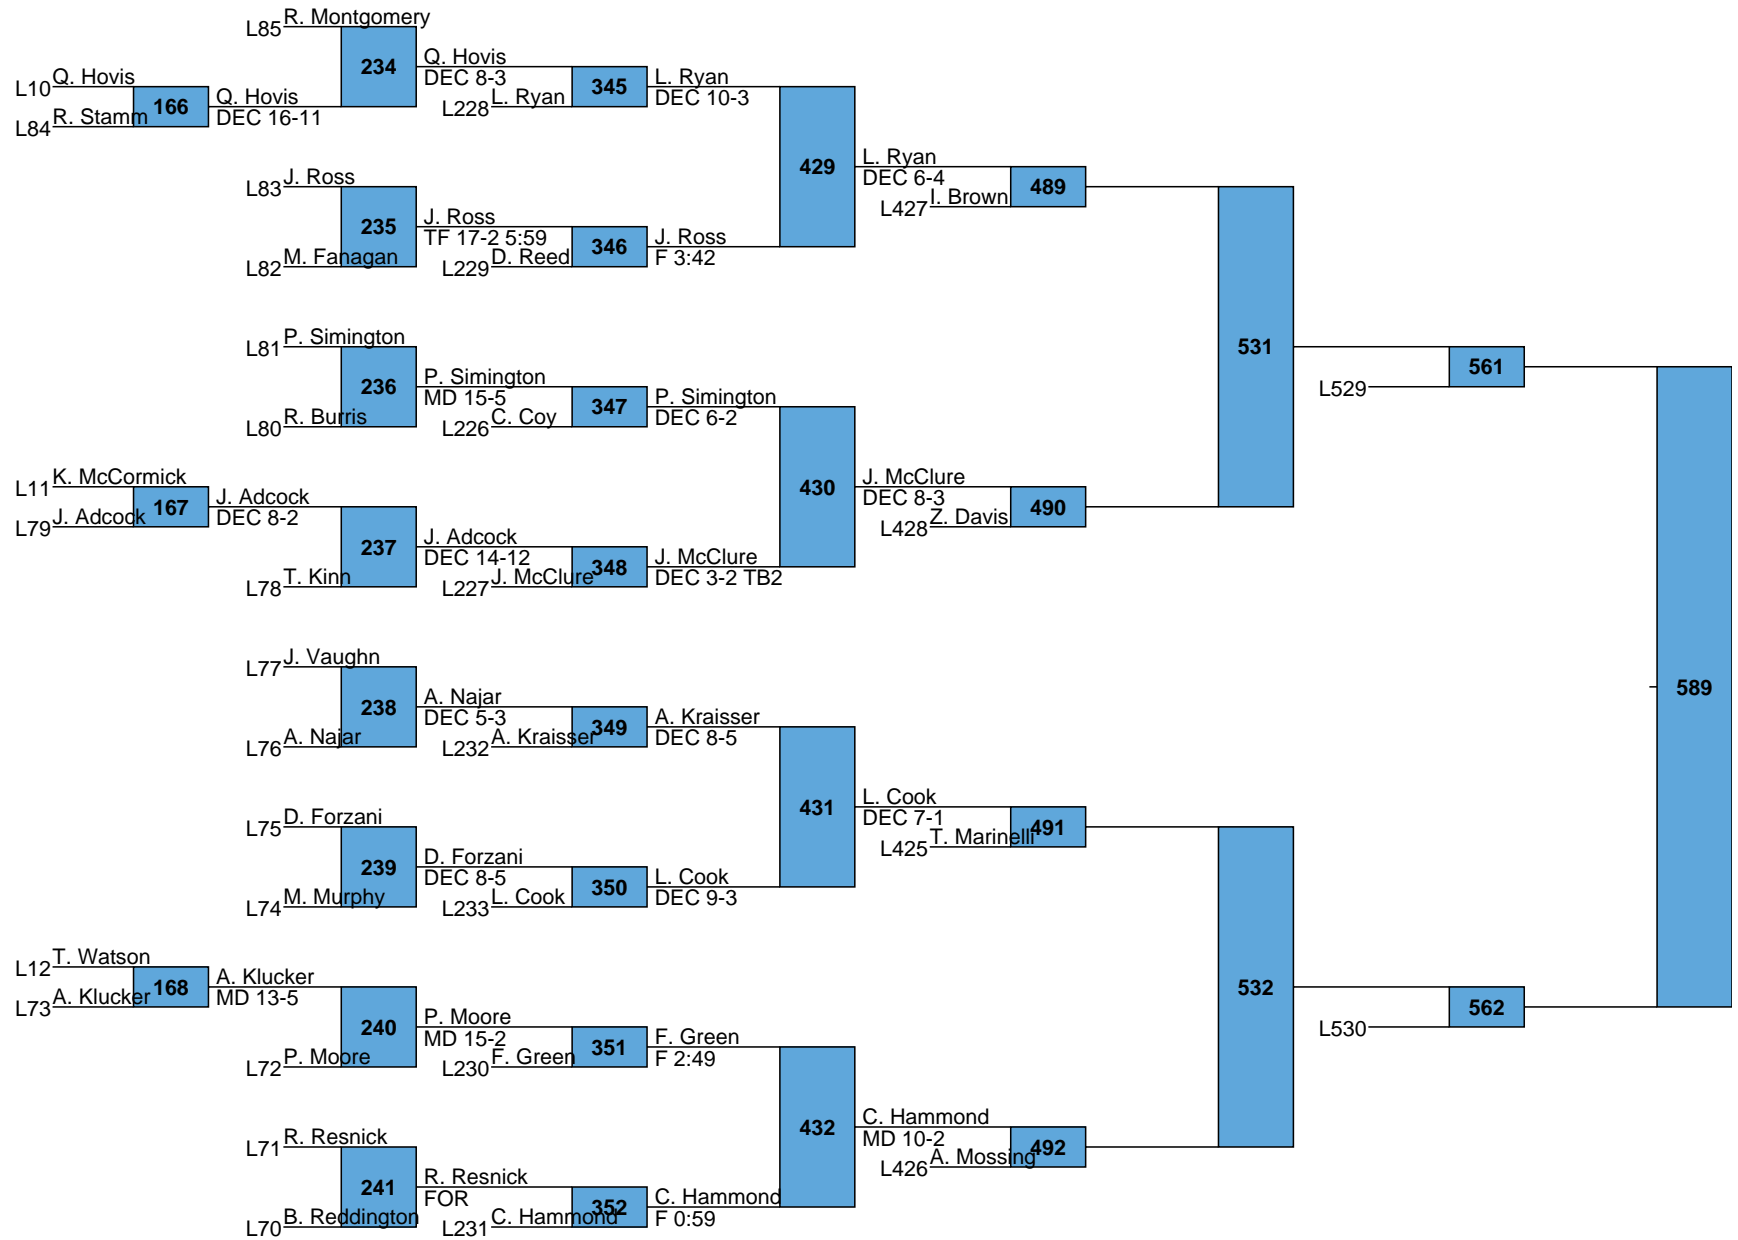 L85 R. Montgomery
234
Q. Hovis
DEC 8-3
L10 Q. Hovis
166
L84 R. Stamm
Q. Hovis
DEC 16-11
L228 L. Ryan
345
L. Ryan
DEC 10-3
429
L83 J. Ross
235
L82 M. Fanagan
J. Ross
TF 17-2 5:59
L229 D. Reed
346
J. Ross
F 3:42
L. Ryan
DEC 6-4
L427 I. Brown
489
L81 P. Simington
236
L80 R. Burris
P. Simington
MD 15-5
L226 C. Coy
347
P. Simington
DEC 6-2
430
L11 K. McCormick
167
L79 J. Adcock
J. Adcock
DEC 8-2
237
L78 T. Kinn
J. Adcock
DEC 14-12
L227 J. McClure
348
J. McClure
DEC 3-2 TB2
J. McClure
DEC 8-3
L428 Z. Davis
490
531
L529
561
L77 J. Vaughn
238
L76 A. Najar
A. Najar
DEC 5-3
L232 A. Kraisser
349
A. Kraisser
DEC 8-5
431
L75 D. Forzani
239
L74 M. Murphy
D. Forzani
DEC 8-5
L233 L. Cook
350
L. Cook
DEC 9-3
L. Cook
DEC 7-1
L425 T. Marinelli
491
589
L12 T. Watson
168
L73 A. Klucker
A. Klucker
MD 13-5
240
L72 P. Moore
P. Moore
MD 15-2
L230 F. Green
351
F. Green
F 2:49
432
L71 R. Resnick
241
L70 B. Reddington
R. Resnick
FOR
L231 C. Hammond
352
C. Hammond
F 0:59
C. Hammond
MD 10-2
L426 A. Mossing
492
532
L530
562